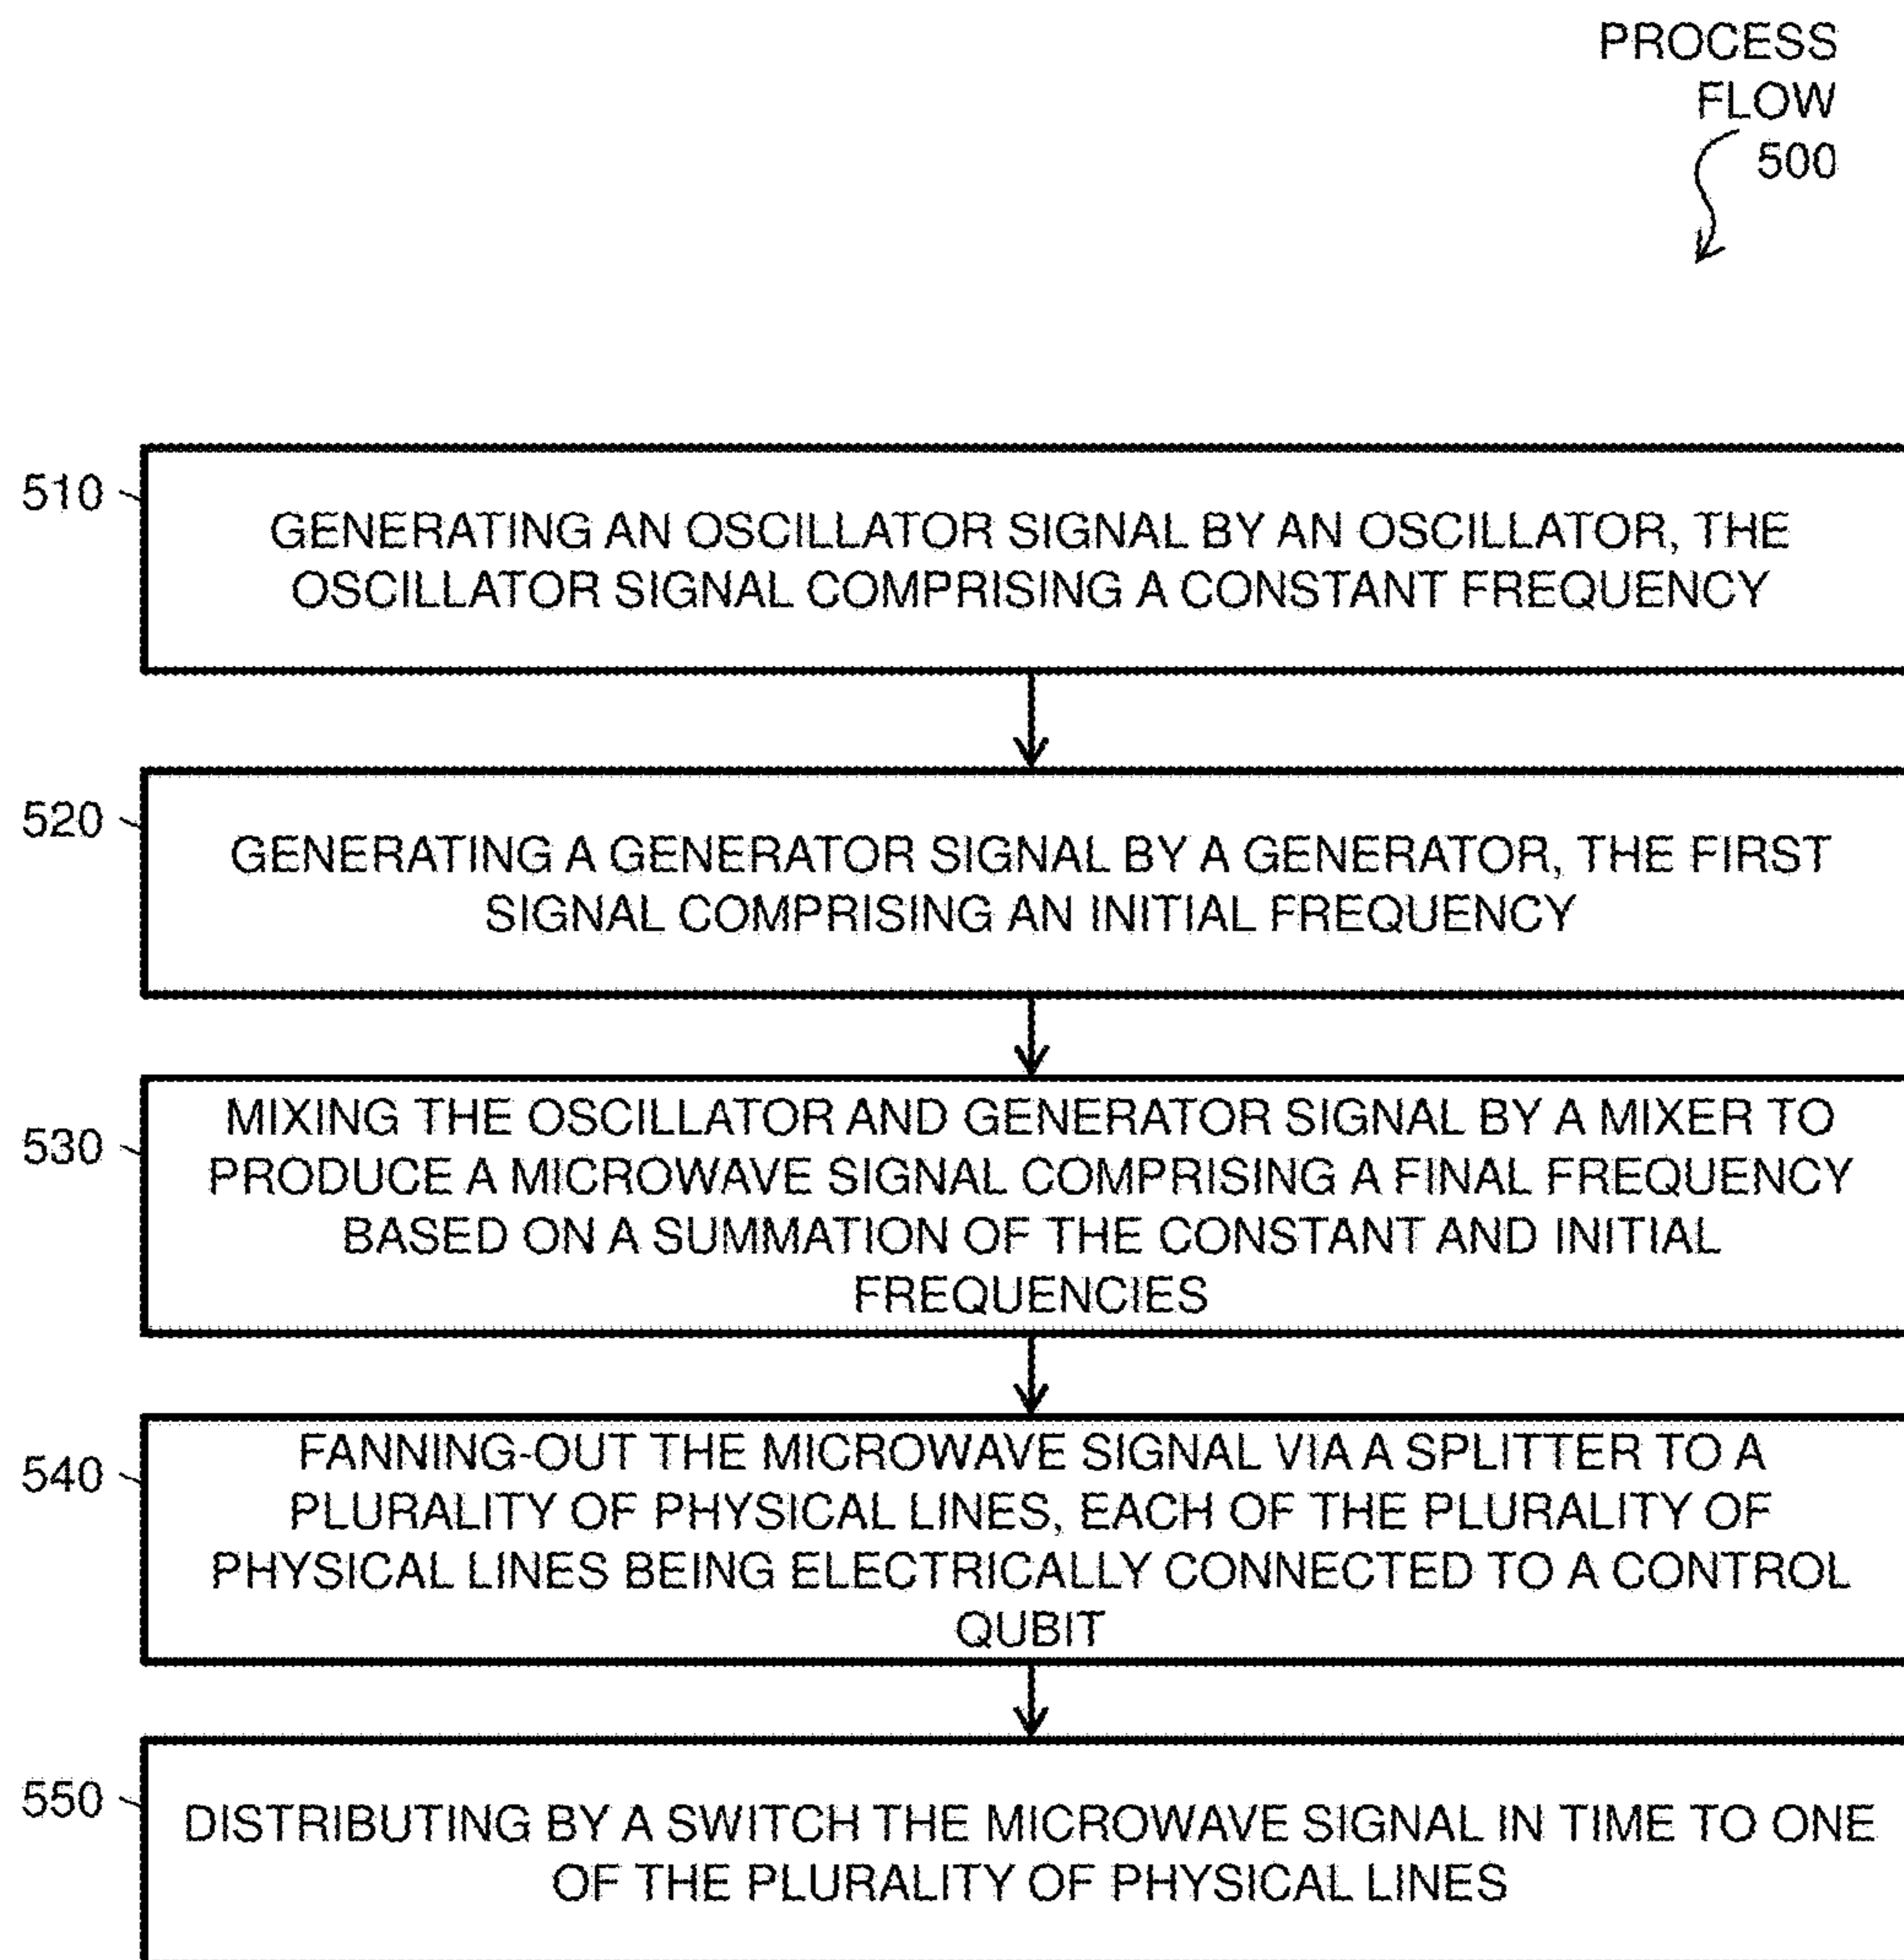 PROCESS
FLOW
500
510
GENERATING AN OSCILLATOR SIGNAL BY AN OSCILLATOR, THE
OSCILLATOR SIGNAL COMPRISING A CONSTANT FREQUENCY
520
GENERATING A GENERATOR SIGNAL BY A GENERATOR, THE FIRST
SIGNAL COMPRISING AN INITIAL FREQUENCY
530
MIXING THE OSCILLATOR AND GENERATOR SIGNAL BY A MIXER TO
PRODUCE A MICROWAVE SIGNAL COMPRISING A FINAL FREQUENCY
BASED ON A SUMMATION OF THE CONSTANT AND INITIAL
FREQUENCIES
540
FANNING-OUT THE MICROWAVE SIGNAL VIA A SPLITTER TO A
PLURALITY OF PHYSICAL LINES, EACH OF THE PLURALITY OF
PHYSICAL LINES BEING ELECTRICALLY CONNECTED TO A CONTROL
QUBIT
550
DISTRIBUTING BY A SWITCH THE MICROWAVE SIGNAL IN TIME TO ONE
OF THE PLURALITY OF PHYSICAL LINES